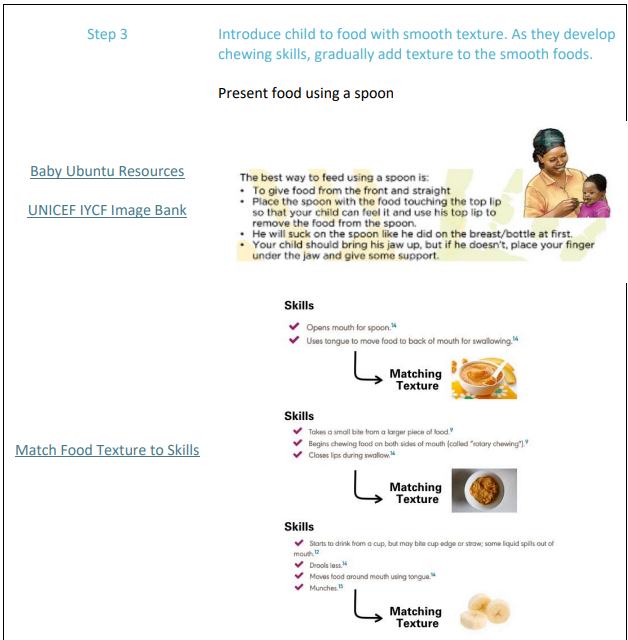 Step 3
Introduce child to food with smooth texture. As they develop
chewing skills, gradually add texture to the smooth foods.
Present food using a spoon
Baby Ubuntu Resources
UNICEF IYCF Image Bank
The best way to feed using a spoon is:
• To give food from the front and straight
• Place the spoon with the food touching the top lip
so that your child can feel it and use his top lip to
remove the food from the spoon.
• He will suck on the spoon like he did on the breast/bottle at first.
• Your child should bring his jaw up, but if he doesn't, place your finger
under the jaw and give some support.
Match Food Texture to Skills
Skills
✔ Opens mouth for spoon.14
✔ Uses tongue to move food to back of mouth for swallowing.14
Matching
Texture
Skills
✔ Takes a small bite from a larger piece of food.9
✔ Begins chewing food on both sides of mouth (called "rotary chewing").9
✔ Closes lips during swallow.14
Matching
Texture
Skills
✔ Starts to drink from a cup, but may bite cup edge or straw; some liquid spills out of
mouth.12
✔ Drools less.14
✔ Moves food around mouth using tongue.14
✔ Munches.15
Matching
Texture